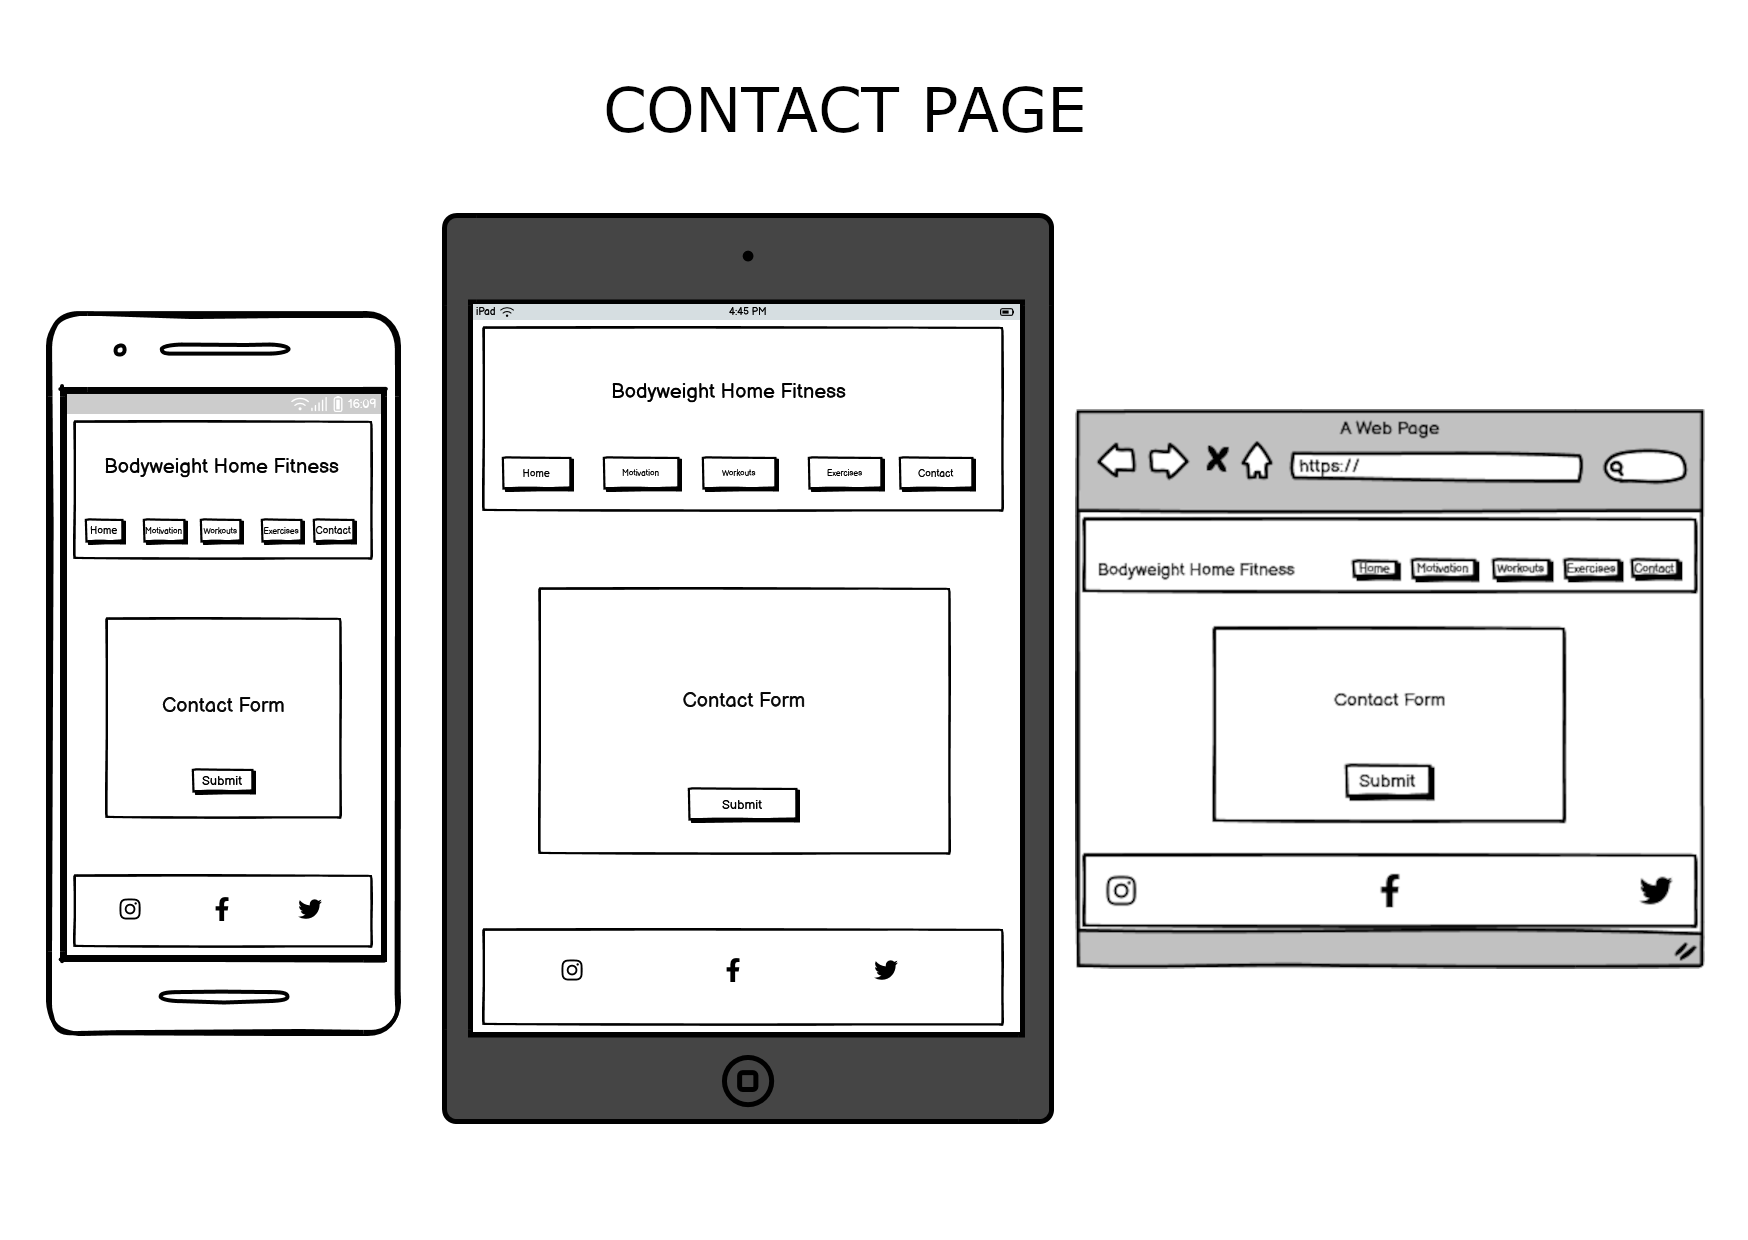 CONTACT PAGE
16:09
Bodyweight Home Fitness
Home Motivation Workouts Exercises Contact
Contact Form
Submit
iPad 4:45 PM
Bodyweight Home Fitness
Home Motivation Workouts Exercises Contact
Contact Form
Submit
A Web Page
https://
Bodyweight Home Fitness Home Motivation Workouts Exercises Contact
Contact Form
Submit